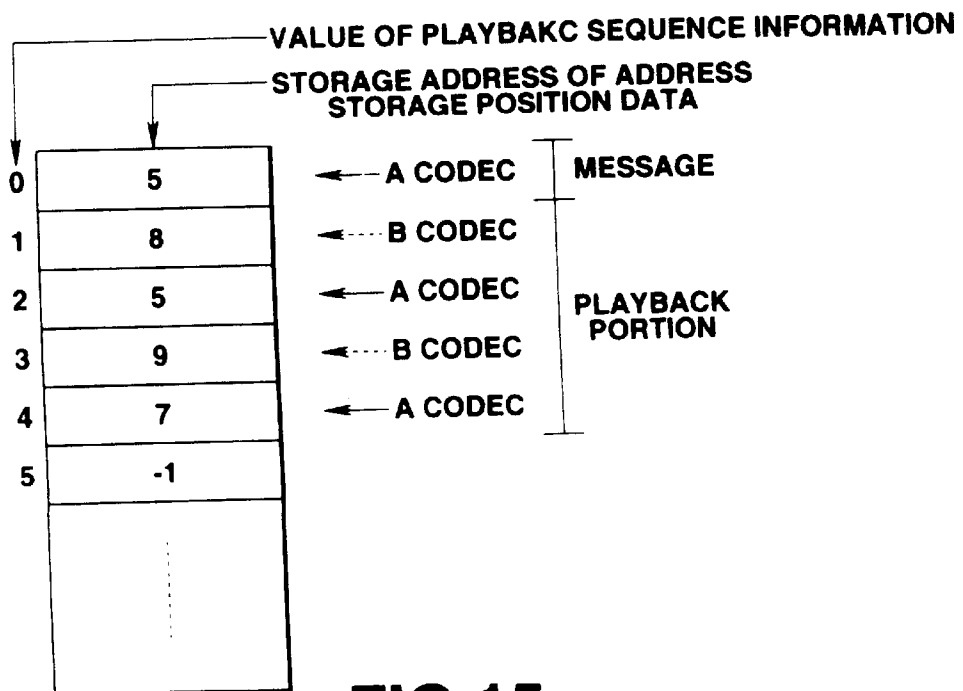 VALUE OF PLAYBAKC SEQUENCE INFORMATION
STORAGE ADDRESS OF ADDRESS
STORAGE POSITION DATA
0 5 A CODEC MESSAGE
1 8 B CODEC
2 5 A CODEC
PLAYBACK
PORTION
3 9 B CODEC
4 7 A CODEC
5 -1